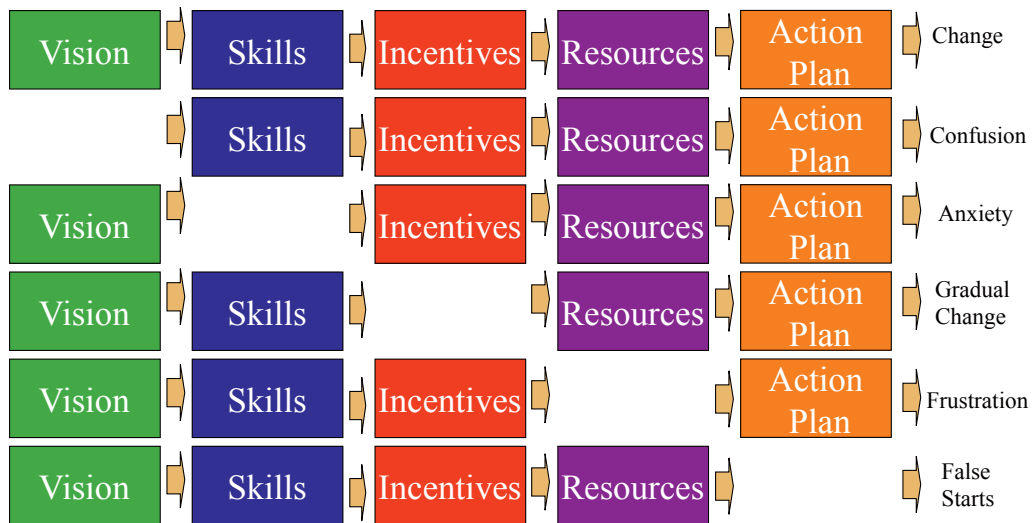 Vision Skills Incentives Resources Action Plan Change
Skills Incentives Resources Action Plan Confusion
Vision Incentives Resources Action Plan Anxiety
Vision Skills Resources Action Plan Gradual Change
Vision Skills Incentives Action Plan Frustration
Vision Skills Incentives Resources False Starts